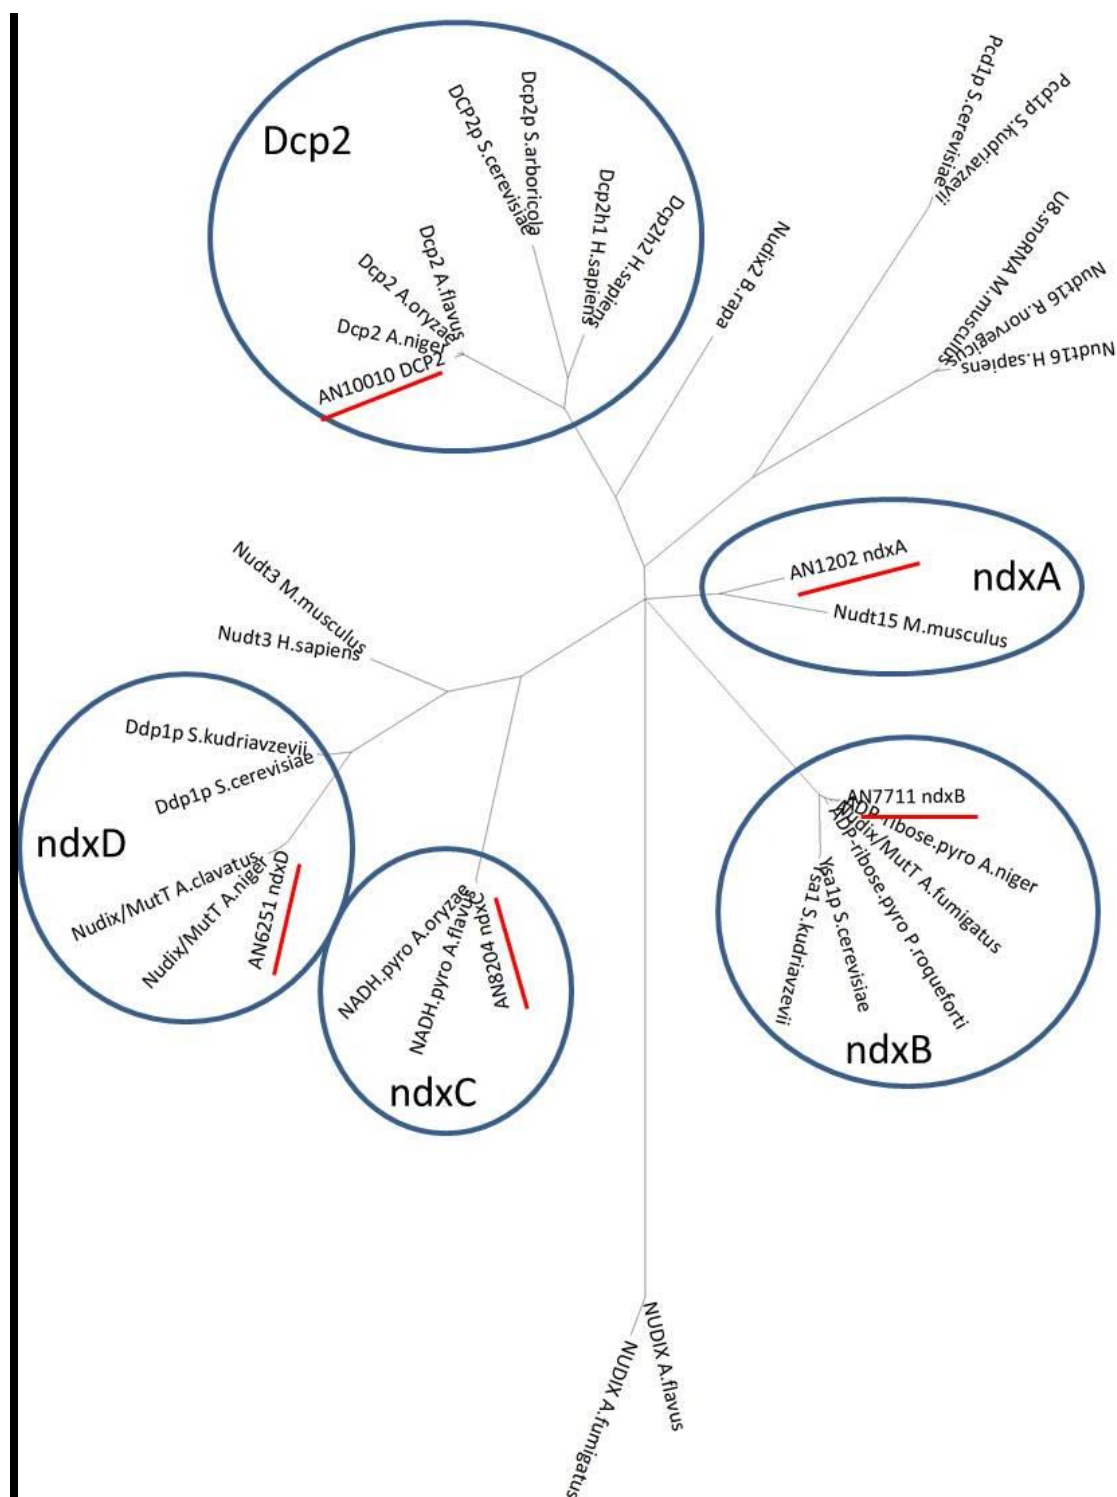 Dcp2
DCP2p S.cerevisiae
Dcp2p S.arboricola
Dcp2h1 H.sapiens
Dcp2h2 H.sapiens
Dcp2 A.flavus
Dcp2 A.oryzae
Dcp2 A.niger
AN10010 DCP2
Nudix2 B.rapa
Pcd1p S.cerevisiae
Pcd1p S.kudriavzevii
U8.snoRNA M.musculus
Nudt16 R.norvegicus
Nudt16 H.sapiens
AN1202 ndxA
ndxA
Nudt15 M.musculus
Nudt3 M.musculus
Nudt3 H.sapiens
Ddp1p S.kudriavzevii
Ddp1p S.cerevisiae
ndxD
Nudix/MutT A.clavatus
Nudix/MutT A.niger
AN6251 ndxD
NADH.pyro A.oryzae
NADH.pyro A.flavus
AN8204 ndxC
ndxC
AN7711 ndxB
ADP-ribose.pyro A.niger
Nudix/MutT A.fumigatus
ADP-ribose.pyro P.roqueforti
Ysa1p S.cerevisiae
Ysa1 S.kudriavzevii
ndxB
NUDIX A.flavus
NUDIX A.fumigatus